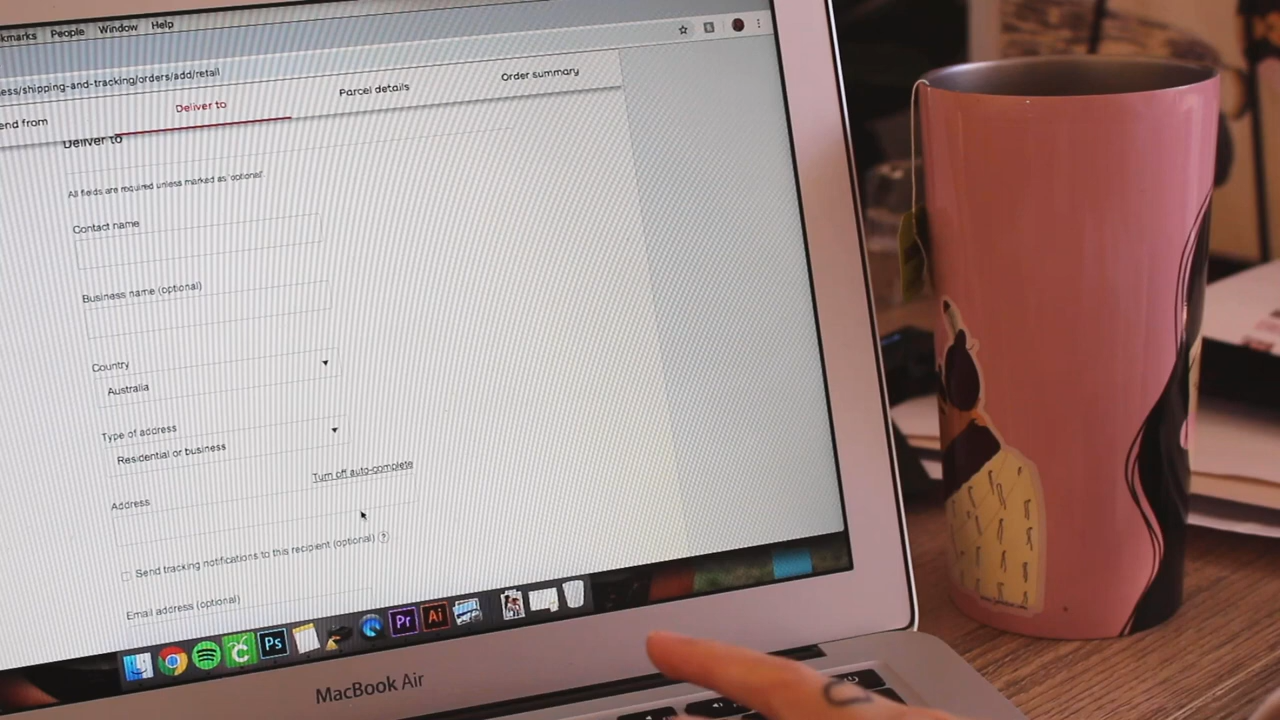 kmarks People Window Help
ess/shipping-and-tracking/orders/add/retail
end from Deliver to Parcel details Order summary
Deliver to
All fields are required unless marked as 'optional'.
Contact name
Business name (optional)
Country
Australia
Type of address
Residential or business
Turn off auto-complete
Address
Send tracking notifications to this recipient (optional) ?
Email address (optional)
Ps Pr Ai
MacBook Air